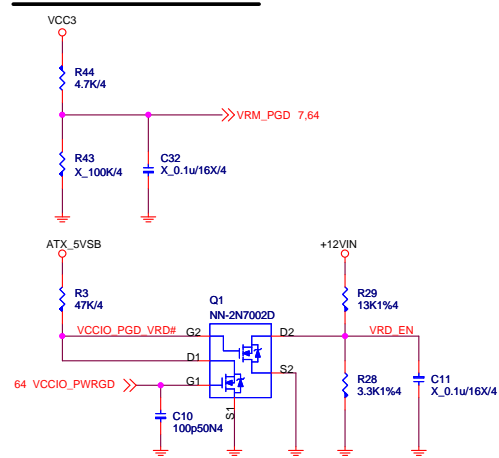 VCC3
R44
4.7K/4
VRM_PGD 7,64
R43
X_100K/4
C32
X_0.1u/16X/4
ATX_5VSB
+12VIN
R3
47K/4
Q1
NN-2N7002D
R29
13K1%4
VCCIO_PGD_VRD#
G2
D2
VRD_EN
D1
S2
64 VCCIO_PWRGD
G1
R28
3.3K1%4
C11
X_0.1u/16X/4
S1
C10
100p50N4